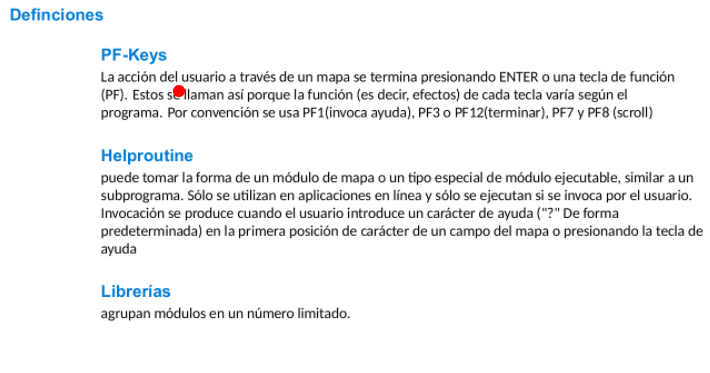 Definciones
PF-Keys
La acción del usuario a través de un mapa se termina presionando ENTER o una tecla de función
(PF). Estos se llaman así porque la función (es decir, efectos) de cada tecla varía según el
programa. Por convención se usa PF1(invoca ayuda), PF3 o PF12(terminar), PF7 y PF8 (scroll)
Helproutine
puede tomar la forma de un módulo de mapa o un tipo especial de módulo ejecutable, similar a un
subprograma. Sólo se utilizan en aplicaciones en línea y sólo se ejecutan si se invoca por el usuario.
Invocación se produce cuando el usuario introduce un carácter de ayuda ("?" De forma
predeterminada) en la primera posición de carácter de un campo del mapa o presionando la tecla de
ayuda
Librerías
agrupan módulos en un número limitado.